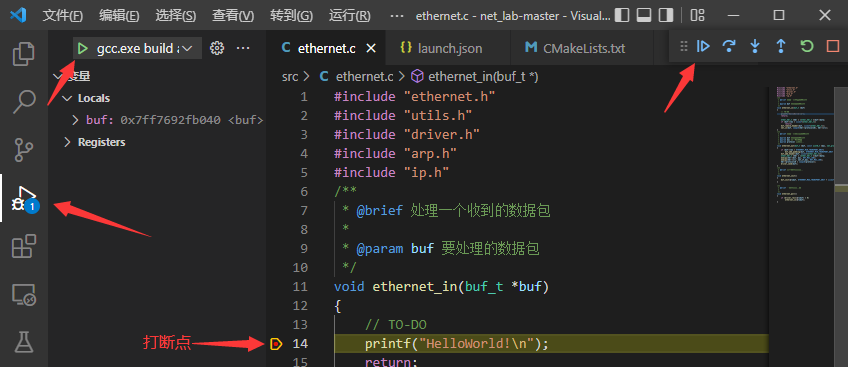 文件(F) 编辑(E) 选择(S) 查看(V) 转到(G) 运行(R) ··· ethernet.c - net_lab-master - Visual...
gcc.exe build a
ethernet.c launch.json CMakeLists.txt
变量
Locals
buf: 0x7ff7692fb040 <buf>
Registers
1
src > C ethernet.c > ethernet_in(buf_t *)
1 #include "ethernet.h"
2 #include "utils.h"
3 #include "driver.h"
4 #include "arp.h"
5 #include "ip.h"
6 /**
7 * @brief 处理一个收到的数据包
8 *
9 * @param buf 要处理的数据包
10 */
11 void ethernet_in(buf_t *buf)
12 {
13 // TO-DO
打断点
14 printf("HelloWorld!\n");
15 return;